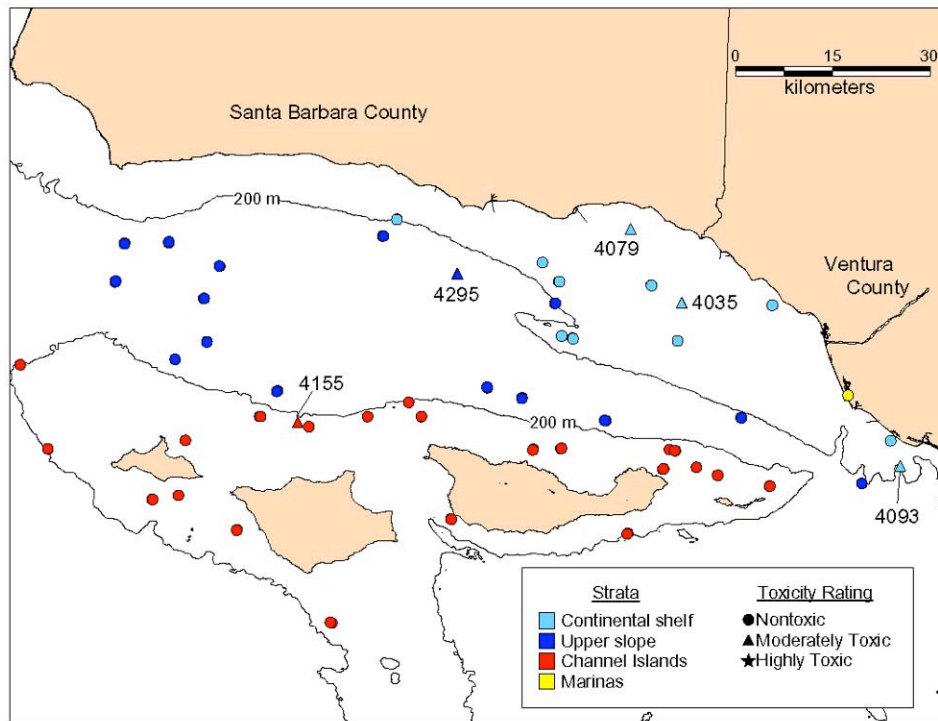 0 15 30
kilometers
Santa Barbara County
200 m
4079
4295
4035
Ventura
County
4155
200 m
4093
Strata
Continental shelf
Upper slope
Channel Islands
Marinas
Toxicity Rating
Nontoxic
Moderately Toxic
Highly Toxic